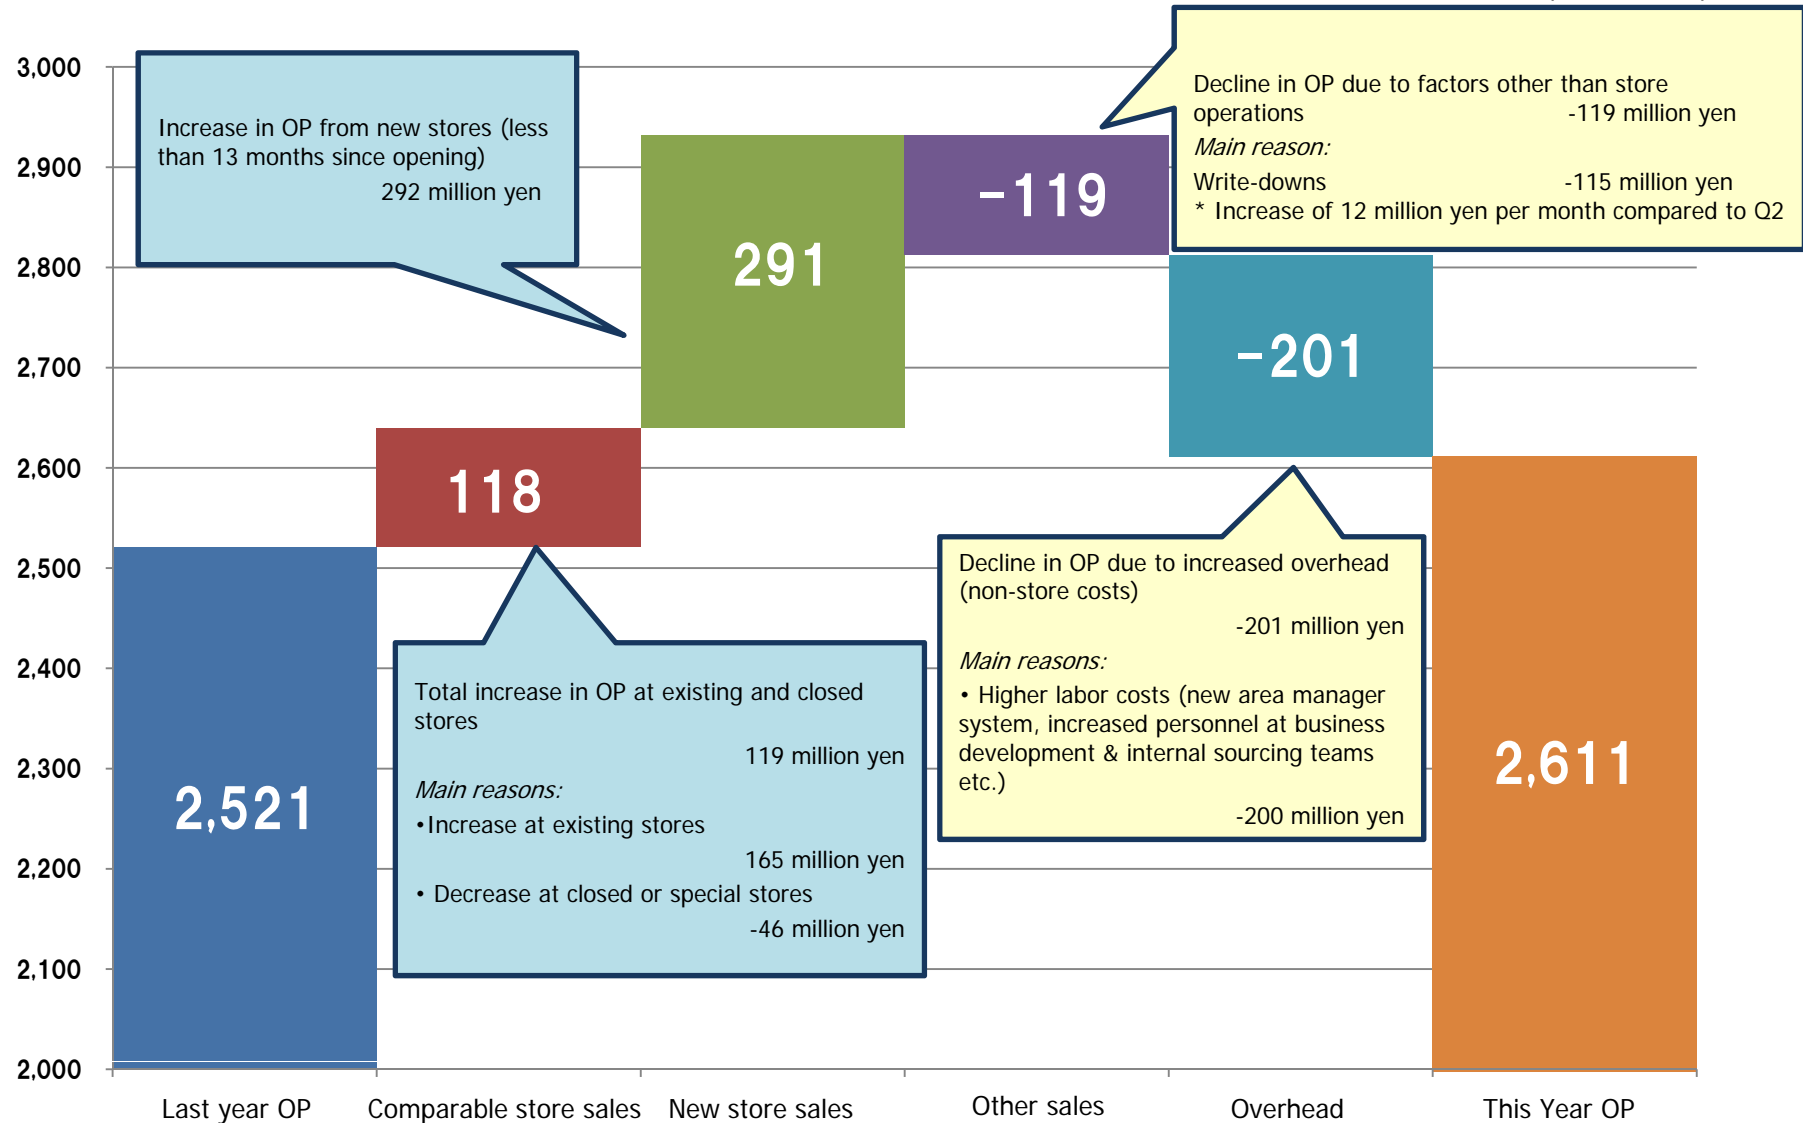 3,000
2,900
2,800
2,700
2,600
2,500
2,400
2,300
2,200
2,100
2,000
Increase in OP from new stores (less
than 13 months since opening)
292 million yen
Decline in OP due to factors other than store
operations -119 million yen
Main reason:
Write-downs -115 million yen
* Increase of 12 million yen per month compared to Q2
2,521
118
291
-119
-201
2,611
Total increase in OP at existing and closed
stores
119 million yen
Main reasons:
•Increase at existing stores
165 million yen
• Decrease at closed or special stores
-46 million yen
Decline in OP due to increased overhead
(non-store costs)
-201 million yen
Main reasons:
• Higher labor costs (new area manager
system, increased personnel at business
development & internal sourcing teams
etc.)
-200 million yen
Last year OP
Comparable store sales
New store sales
Other sales
Overhead
This Year OP